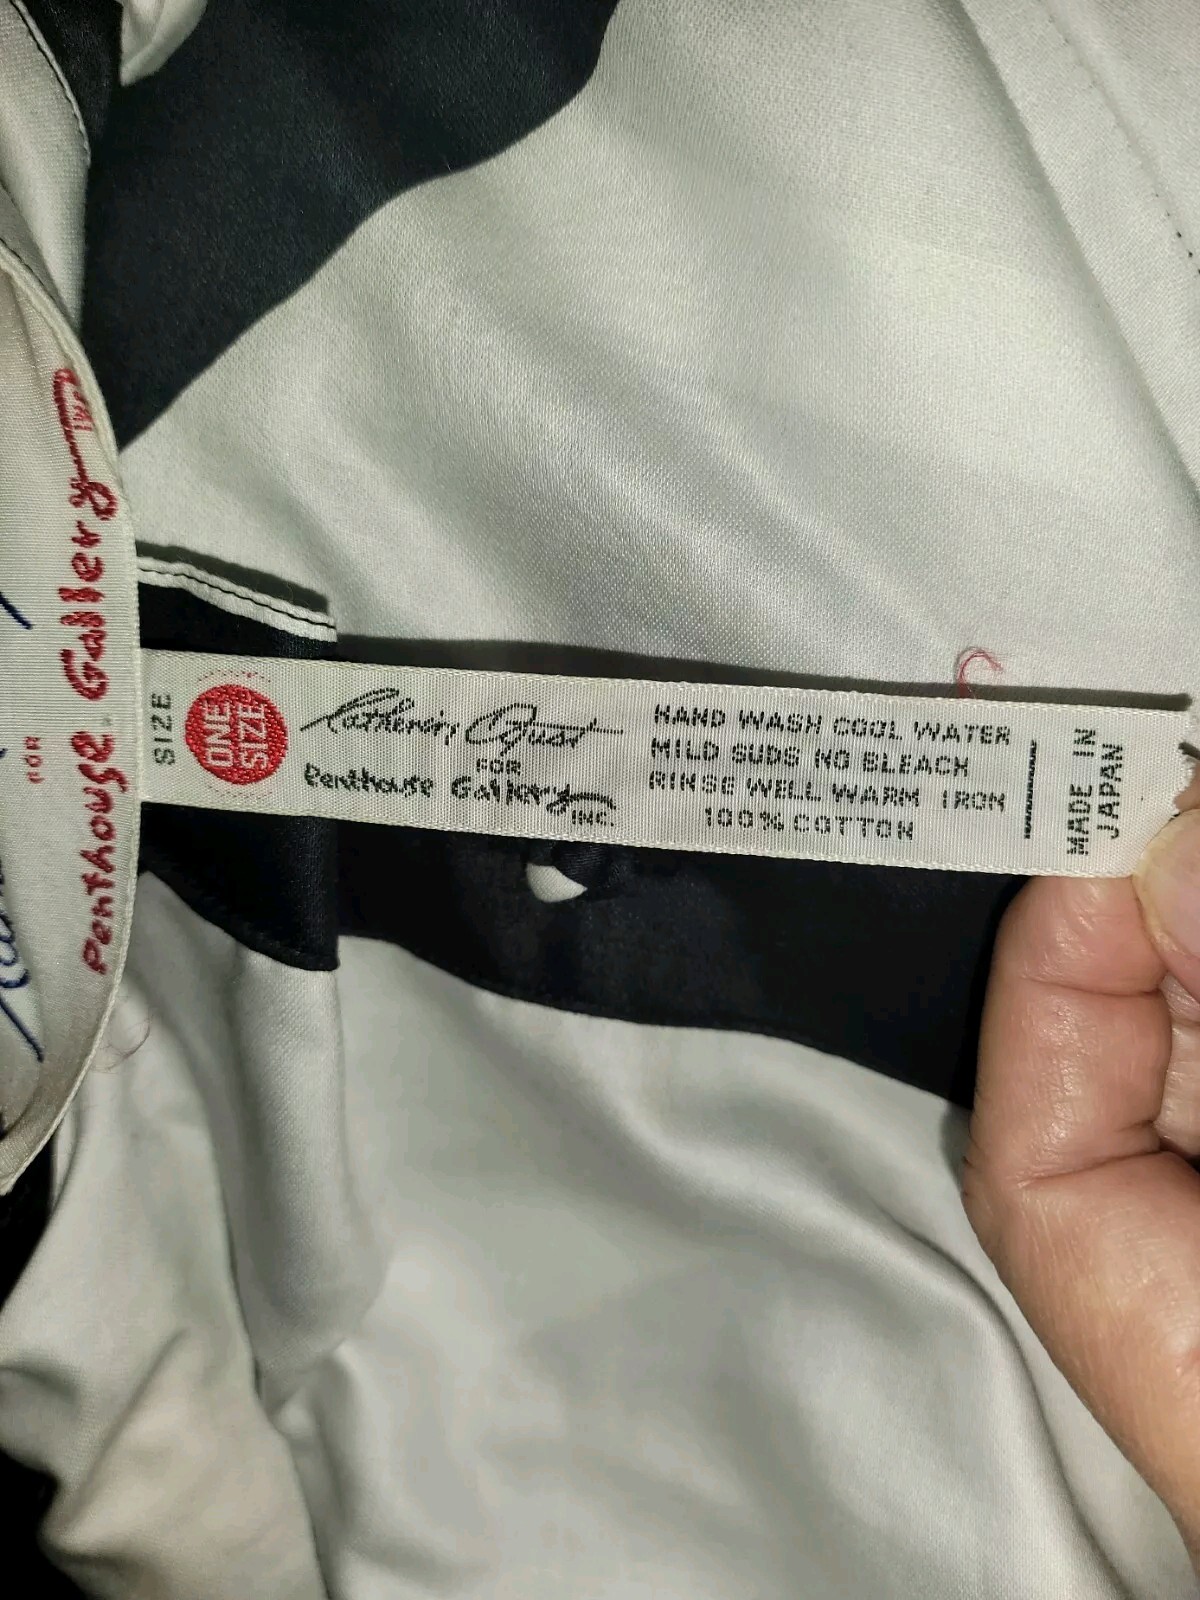 FOR
Penthouse Gallery Inc.
SIZE
ONE
SIZE
Catherine Ogust
FOR
Penthouse Gallery
INC.
HAND WASH COOL WATER
MILD SUDS NO BLEACH
RINSE WELL WARM IRON
100% COTTON
MADE IN
JAPAN